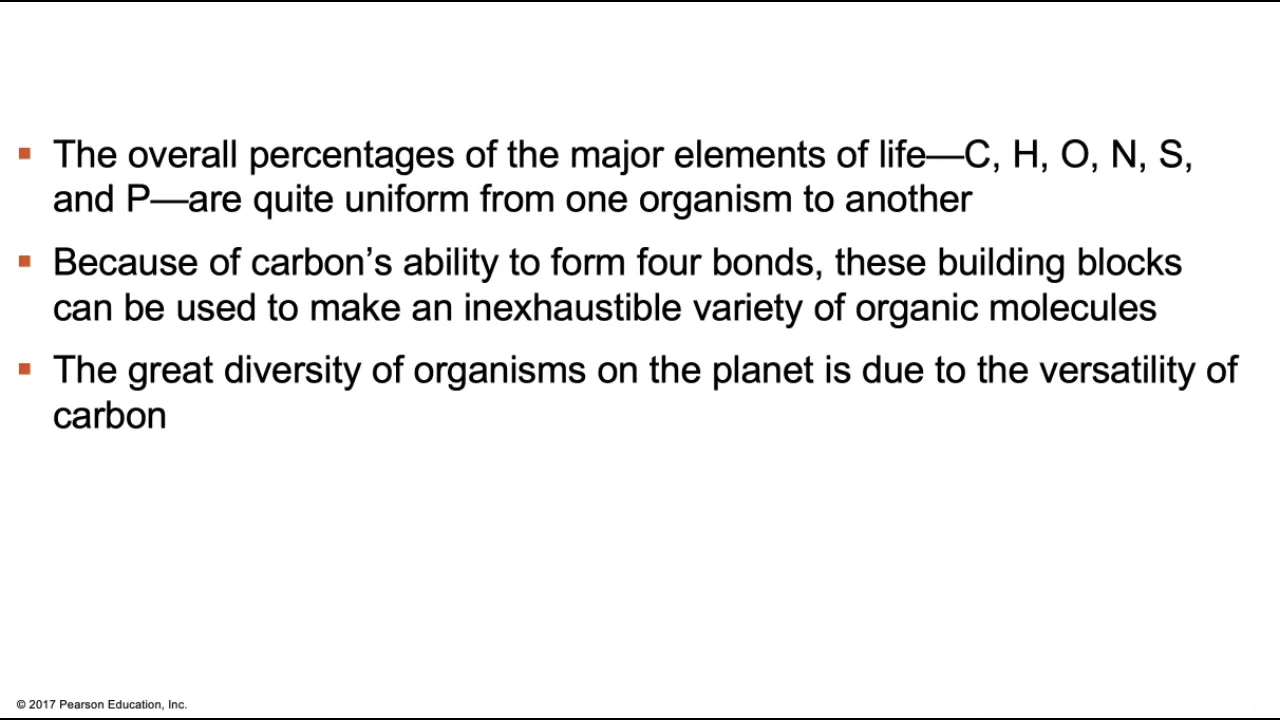 ▪ The overall percentages of the major elements of life—C, H, O, N, S,
and P—are quite uniform from one organism to another
▪ Because of carbon’s ability to form four bonds, these building blocks
can be used to make an inexhaustible variety of organic molecules
▪ The great diversity of organisms on the planet is due to the versatility of
carbon
© 2017 Pearson Education, Inc.